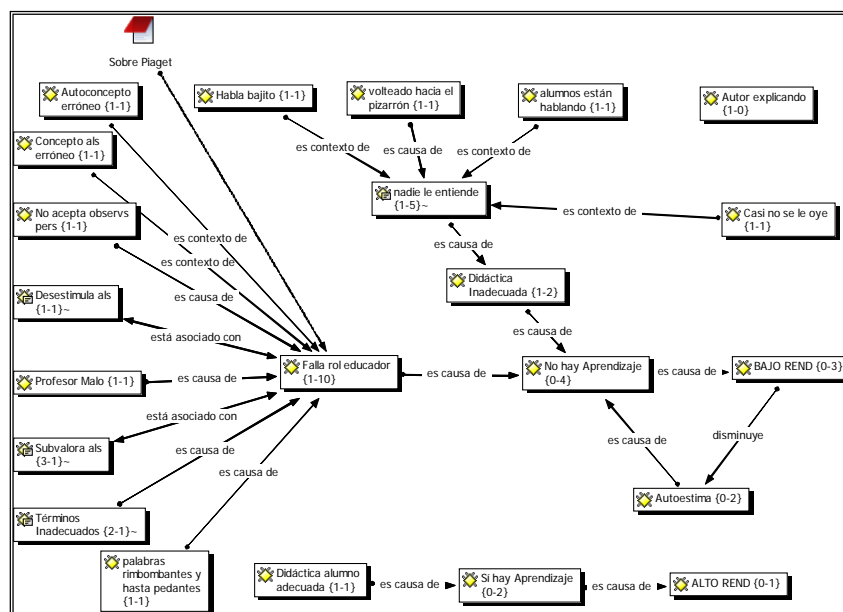 Sobre Piaget
Autoconcepto
erróneo {1-1}
Habla bajito {1-1}
volteado hacia el
pizarrón {1-1}
alumnos están
hablando {1-1}
Autor explicando
{1-0}
Concepto als
erróneo {1-1}
es contexto de
es causa de
es contexto de
nadie le entiende
{1-5}~
es contexto de
Casi no se le oye
{1-1}
No acepta observs
pers {1-1}
es contexto de
es contexto de
es causa de
es causa de
Desestimula als
{1-1}~
Didáctica
Inadecuada {1-2}
está asociado con
es causa de
Profesor Malo {1-1}
es causa de
Falla rol educador
{1-10}
es causa de
No hay Aprendizaje
{0-4}
es causa de
BAJO REND {0-3}
está asociado con
Subvalora als
{3-1}~
es causa de
es causa de
es causa de
disminuye
Autoestima {0-2}
Términos
Inadecuados {2-1}~
palabras
rimbombantes y
hasta pedantes
{1-1}
Didáctica alumno
adecuada {1-1}
es causa de
Sí hay Aprendizaje
{0-2}
es causa de
ALTO REND {0-1}